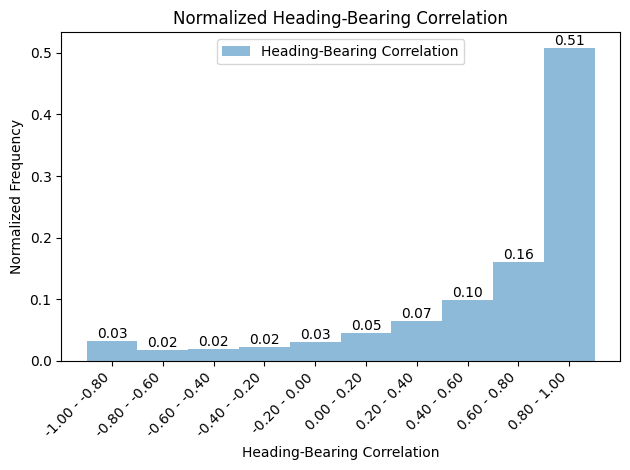 Normalized Heading-Bearing Correlation
Heading-Bearing Correlation
Normalized Frequency
0.5
0.4
0.3
0.2
0.1
0.0
0.03
0.02
0.02
0.02
0.03
0.05
0.07
0.10
0.16
0.51
-1.00 - -0.80
-0.80 - -0.60
-0.60 - -0.40
-0.40 - -0.20
-0.20 - 0.00
0.00 - 0.20
0.20 - 0.40
0.40 - 0.60
0.60 - 0.80
0.80 - 1.00
Heading-Bearing Correlation